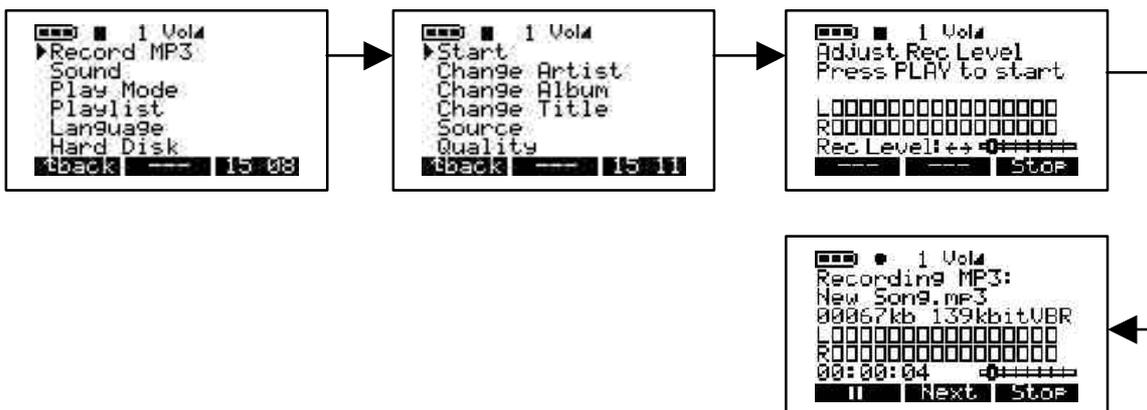 1 Vol
Record MP3
Sound
Play Mode
Playlist
Language
Hard Disk
back --- 15 08
1 Vol
Start
Change Artist
Change Album
Change Title
Source
Quality
back --- 15 11
1 Vol
Adjust Rec Level
Press PLAY to start
L
R
Rec Level:↔
--- --- Stop
1 Vol
Recording MP3:
New Song.mp3
00067kb 139kbitVBR
L
R
00:00:04
Next Stop